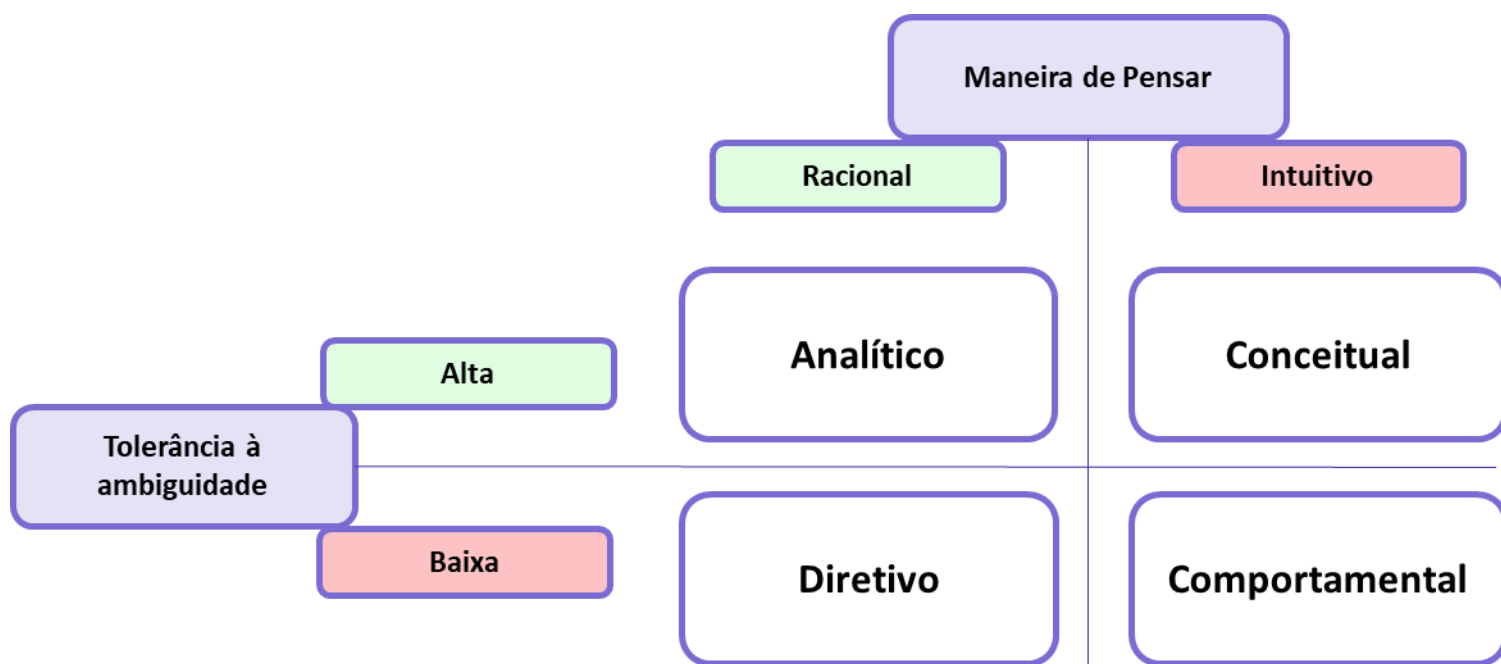 Maneira de Pensar
Racional
Intuitivo
Analítico
Conceitual
Alta
Tolerância à
ambiguidade
Baixa
Diretivo
Comportamental